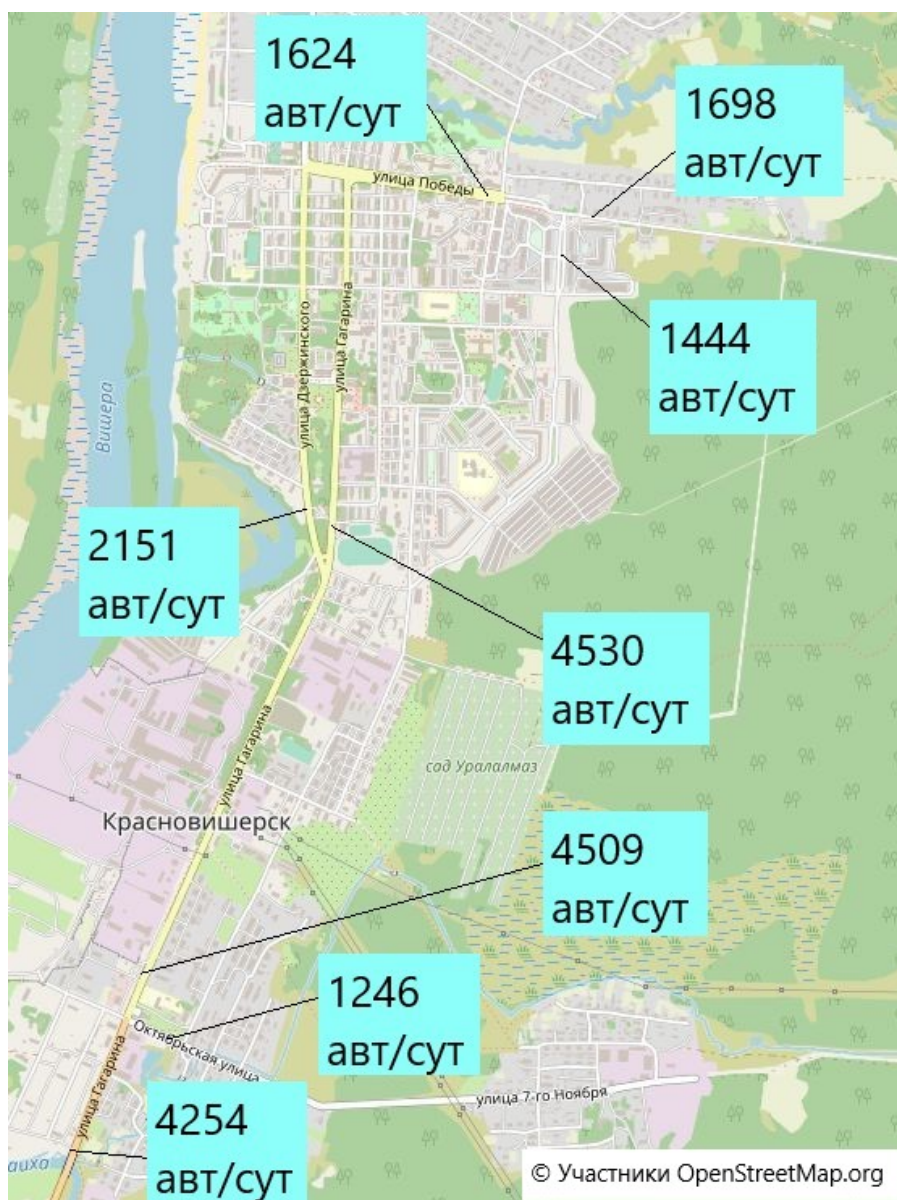 1624
авт/сут
1698
авт/сут
улица Победы
1444
авт/сут
улица Дзержинского
улица Гагарина
Вишера
2151
авт/сут
4530
авт/сут
улица Гагарина
сад Уралалмаз
Красновишерск
4509
авт/сут
1246
авт/сут
Октябрьская улица
улица Гагарина
улица 7-го Ноября
4254
авт/сут
аиха
© Участники OpenStreetMap.org